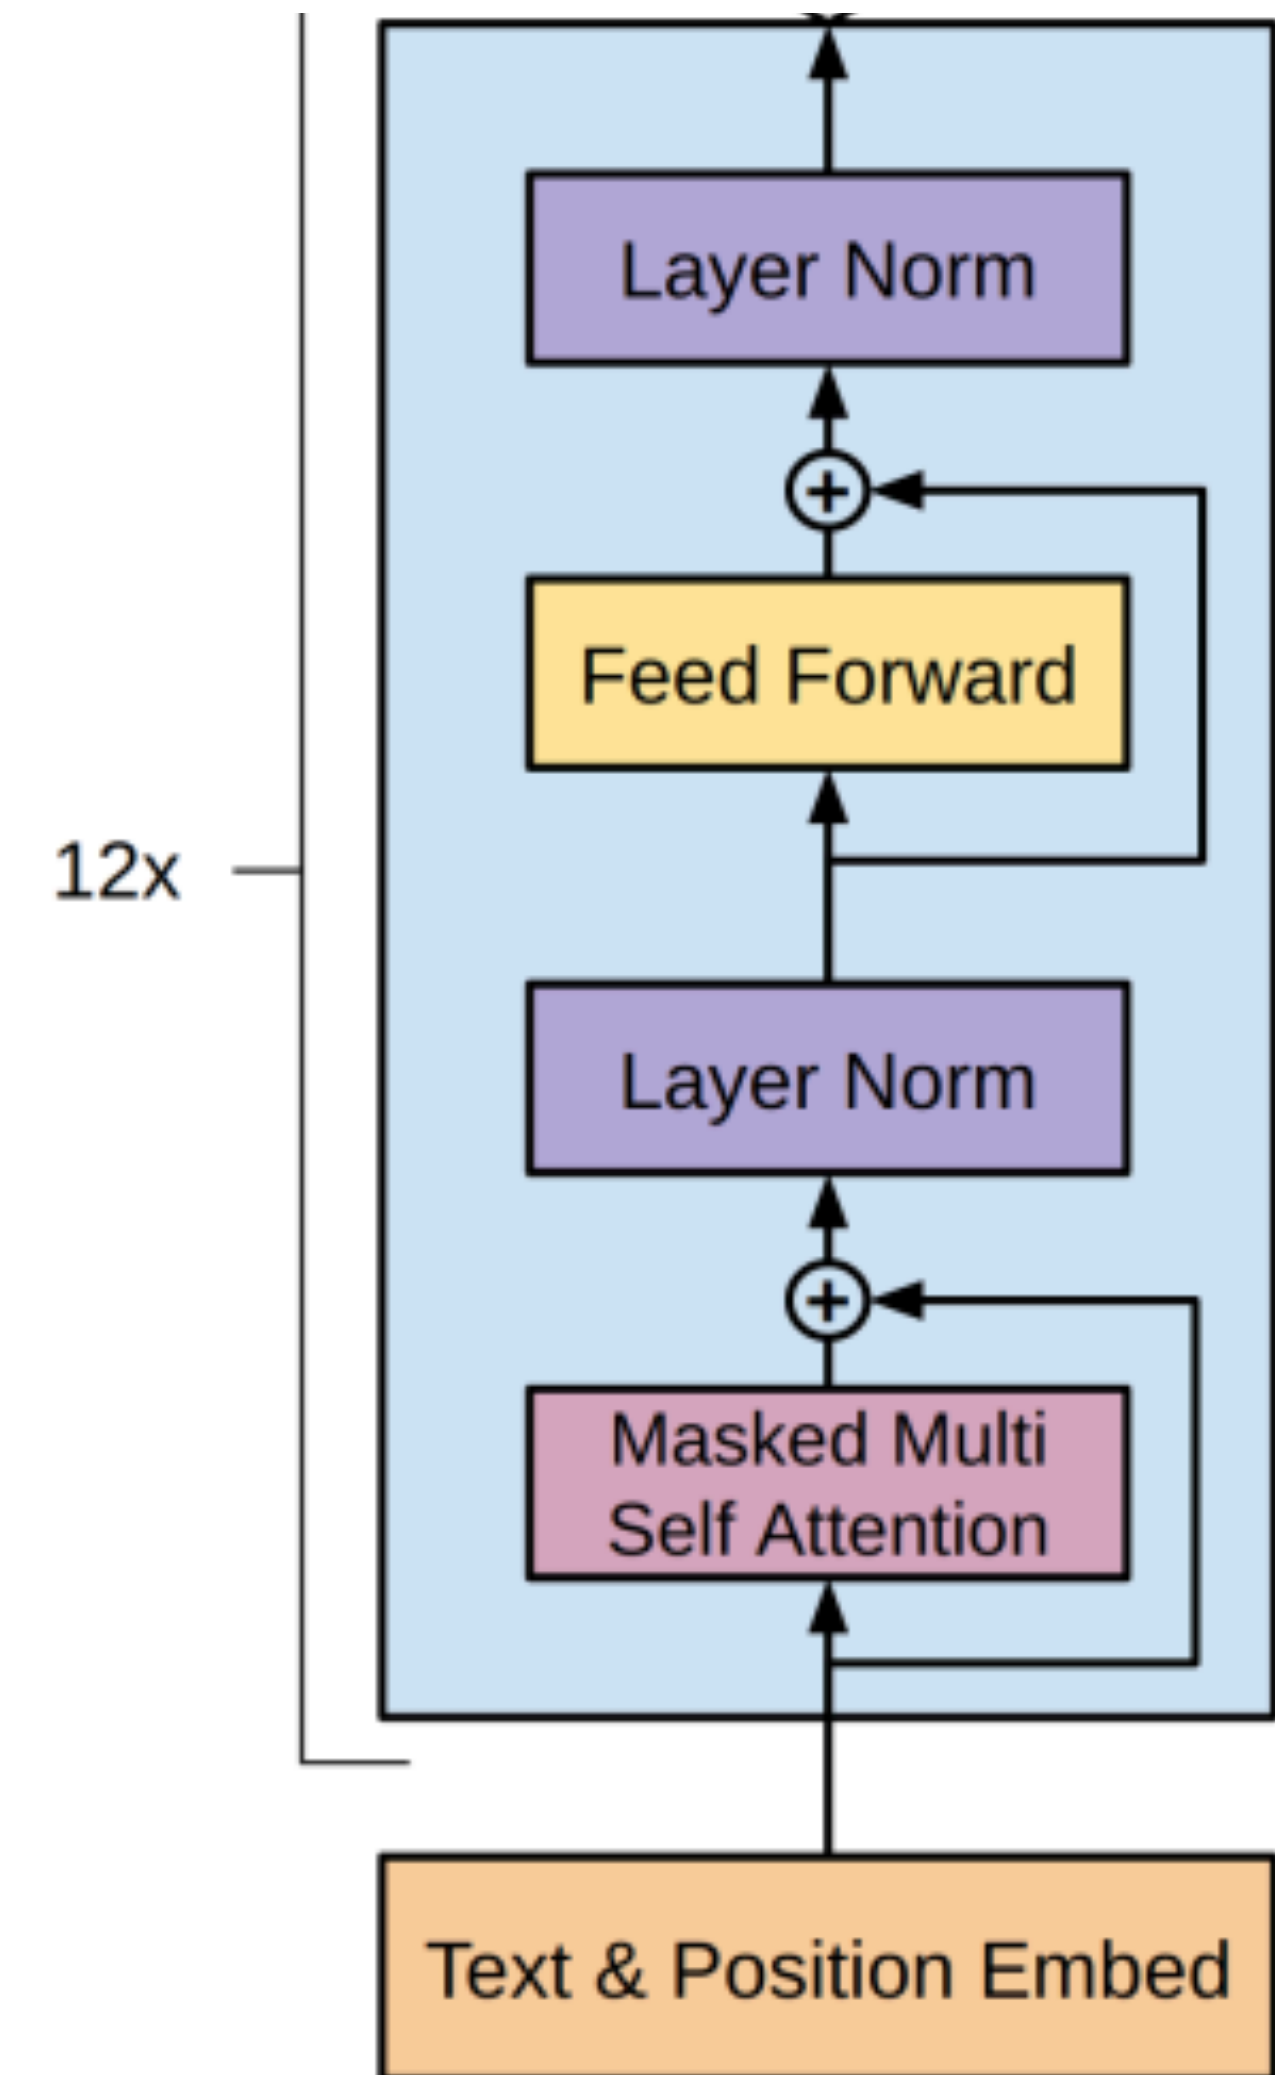 Layer Norm
+
Feed Forward
12x
Layer Norm
+
Masked Multi
Self Attention
Text & Position Embed